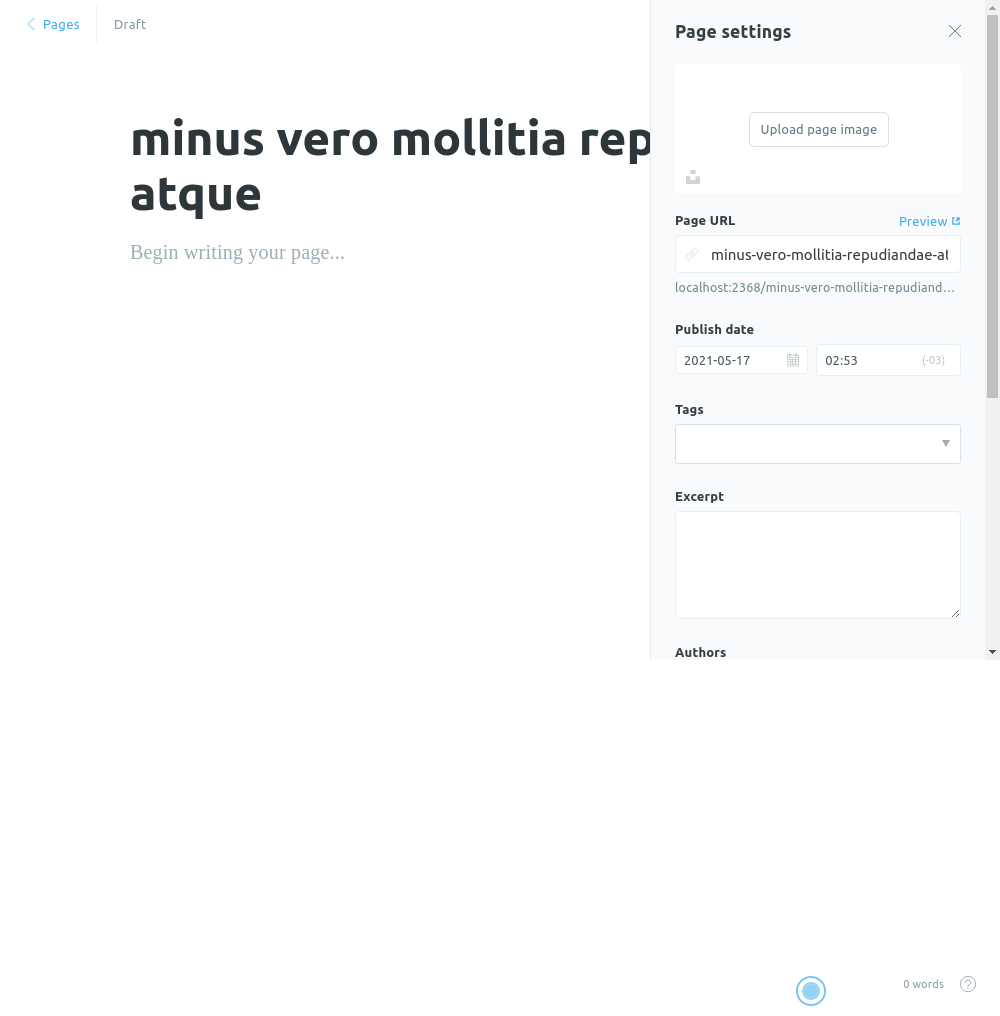 Pages
Draft
minus vero mollitia rep
atque
Begin writing your page...
Page settings
Upload page image
Page URL
Preview
minus-vero-mollitia-repudiandae-at
localhost:2368/minus-vero-mollitia-repudiand...
Publish date
2021-05-17
02:53
(-03)
Tags
Excerpt
Authors
0 words
?